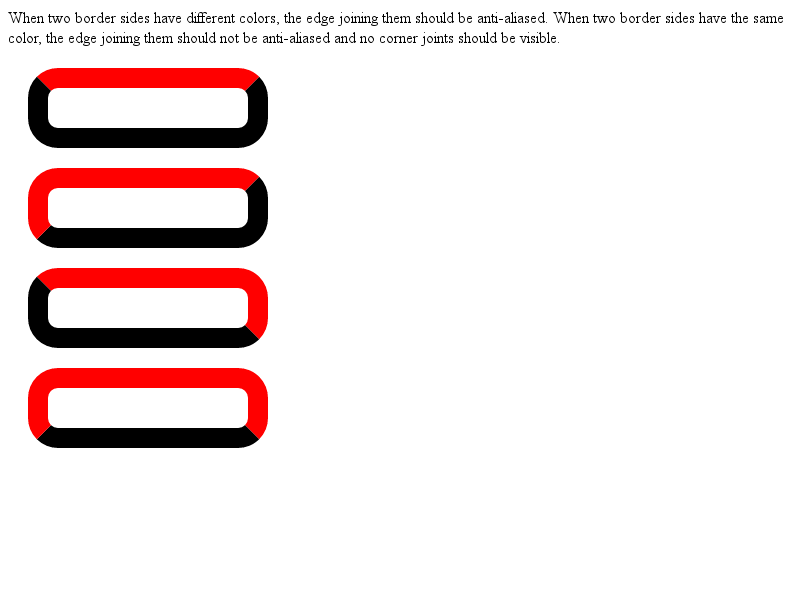 When two border sides have different colors, the edge joining them should be anti-aliased. When two border sides have the same
color, the edge joining them should not be anti-aliased and no corner joints should be visible.